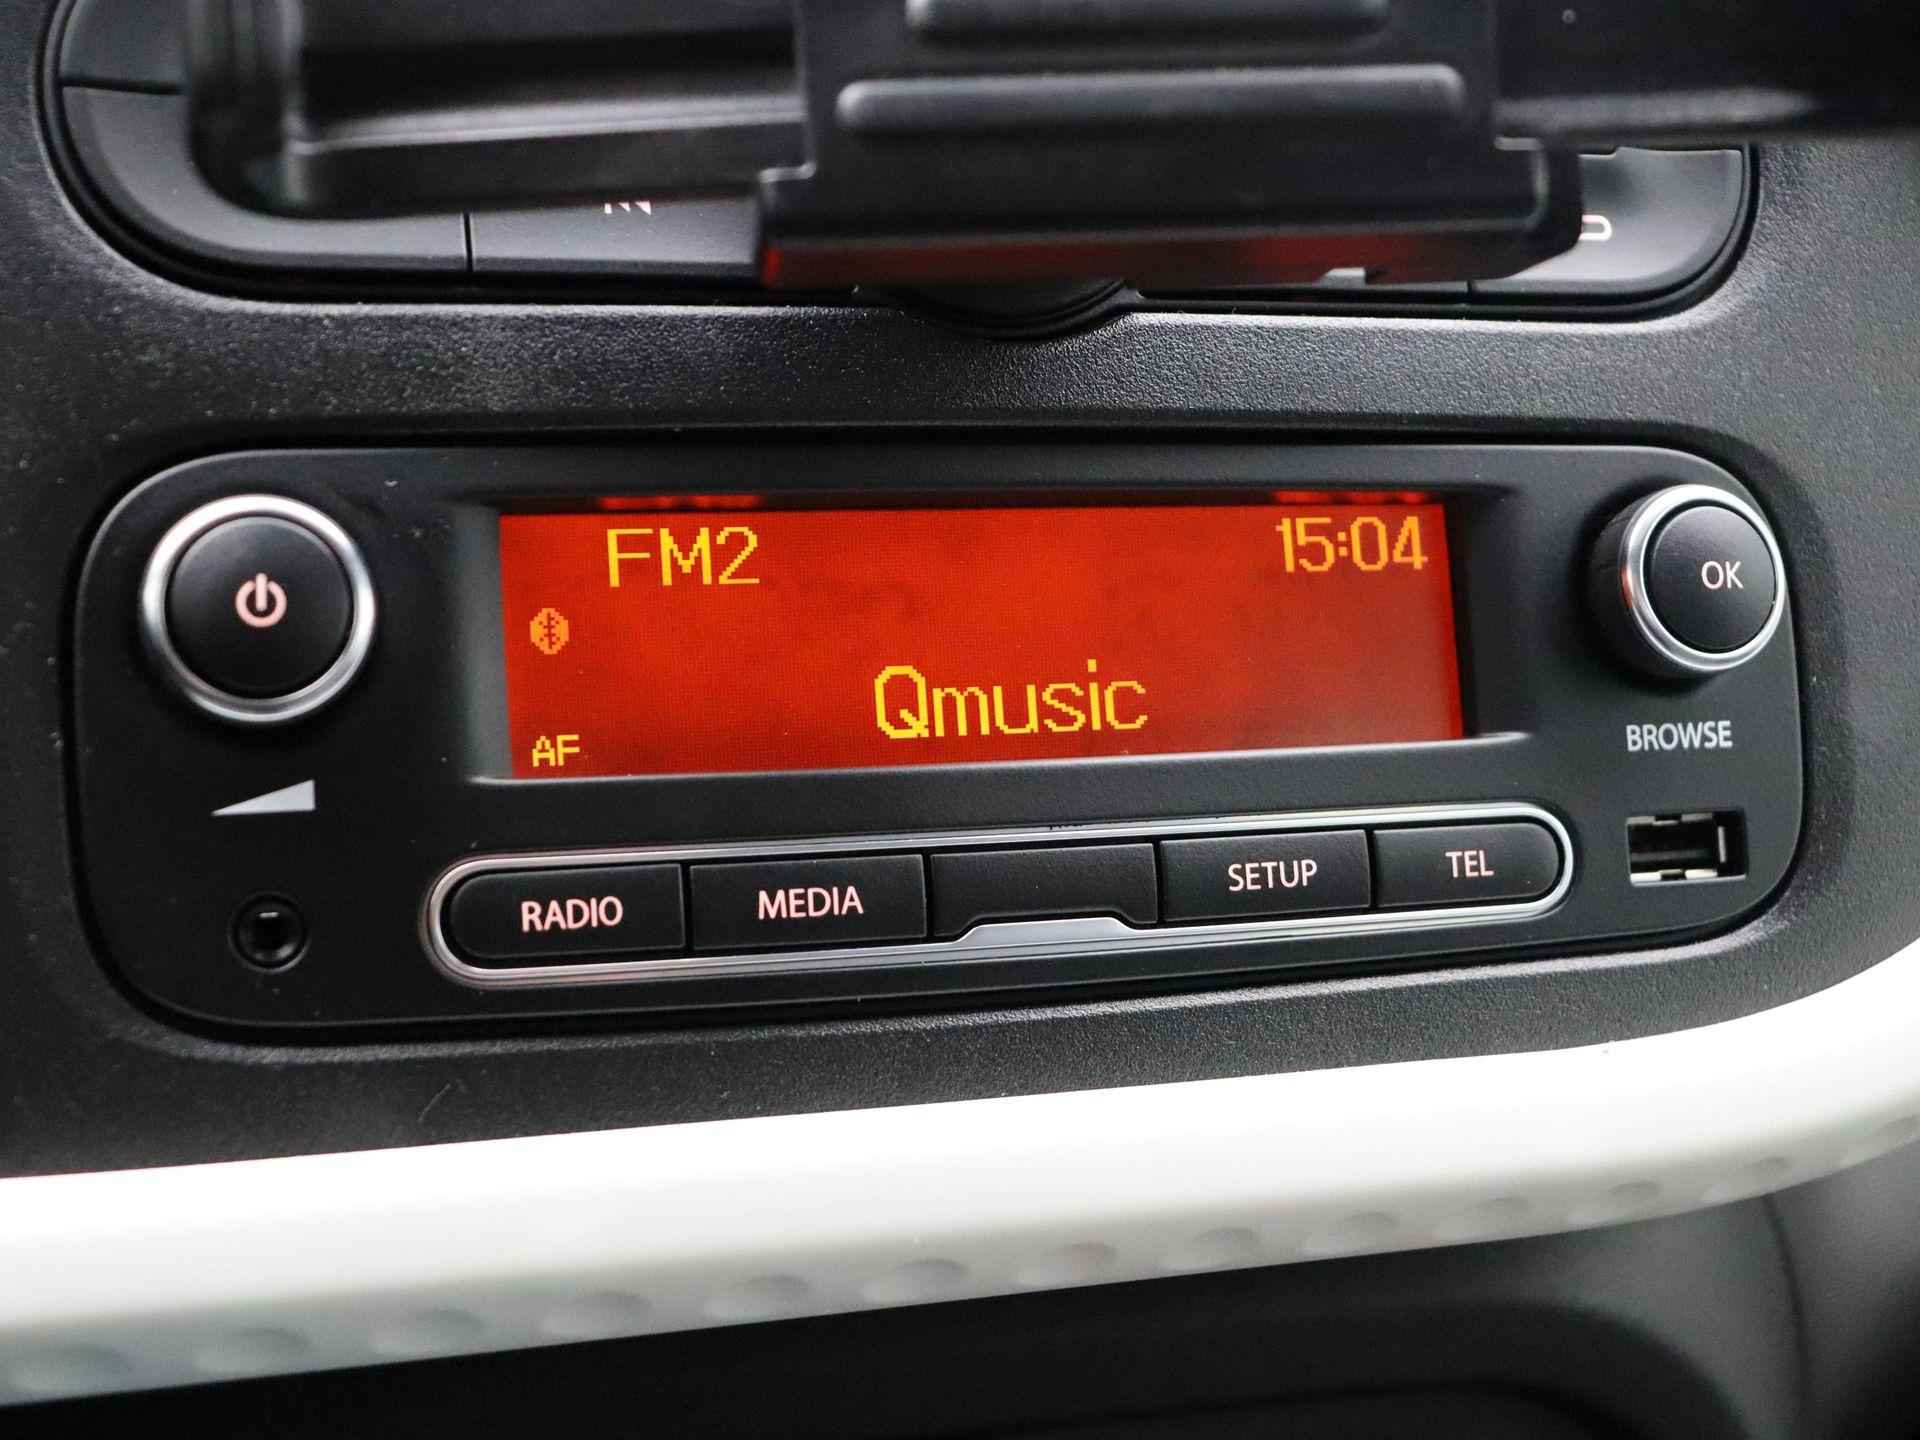 FM2 15:04
Qmusic
AF
OK
BROWSE
RADIO MEDIA SETUP TEL